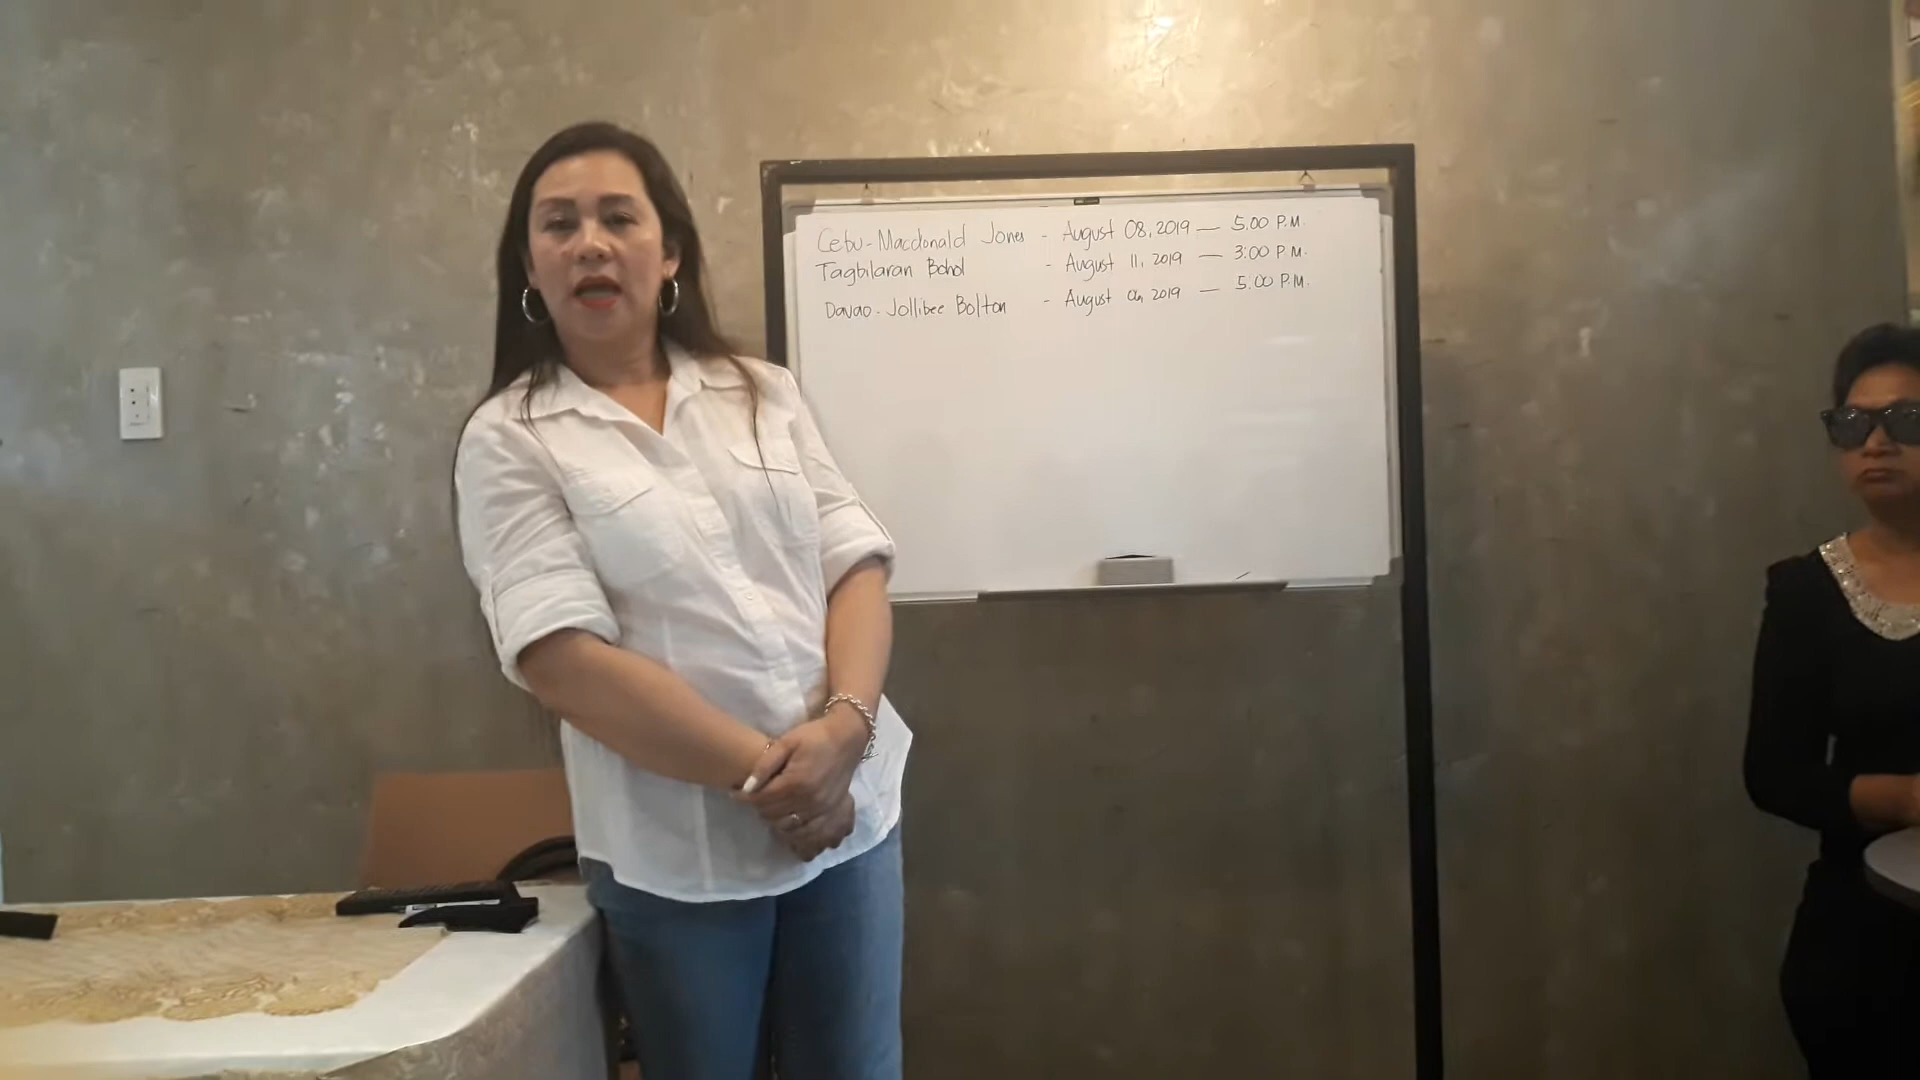 Cebu - Macdonald Jones - August 08, 2019 — 5:00 P.M.
Tagbilaran Bohol - August 11, 2019 — 3:00 P.M.
Davao - Jollibee Bolton - August 2019 — 5:00 P.M.